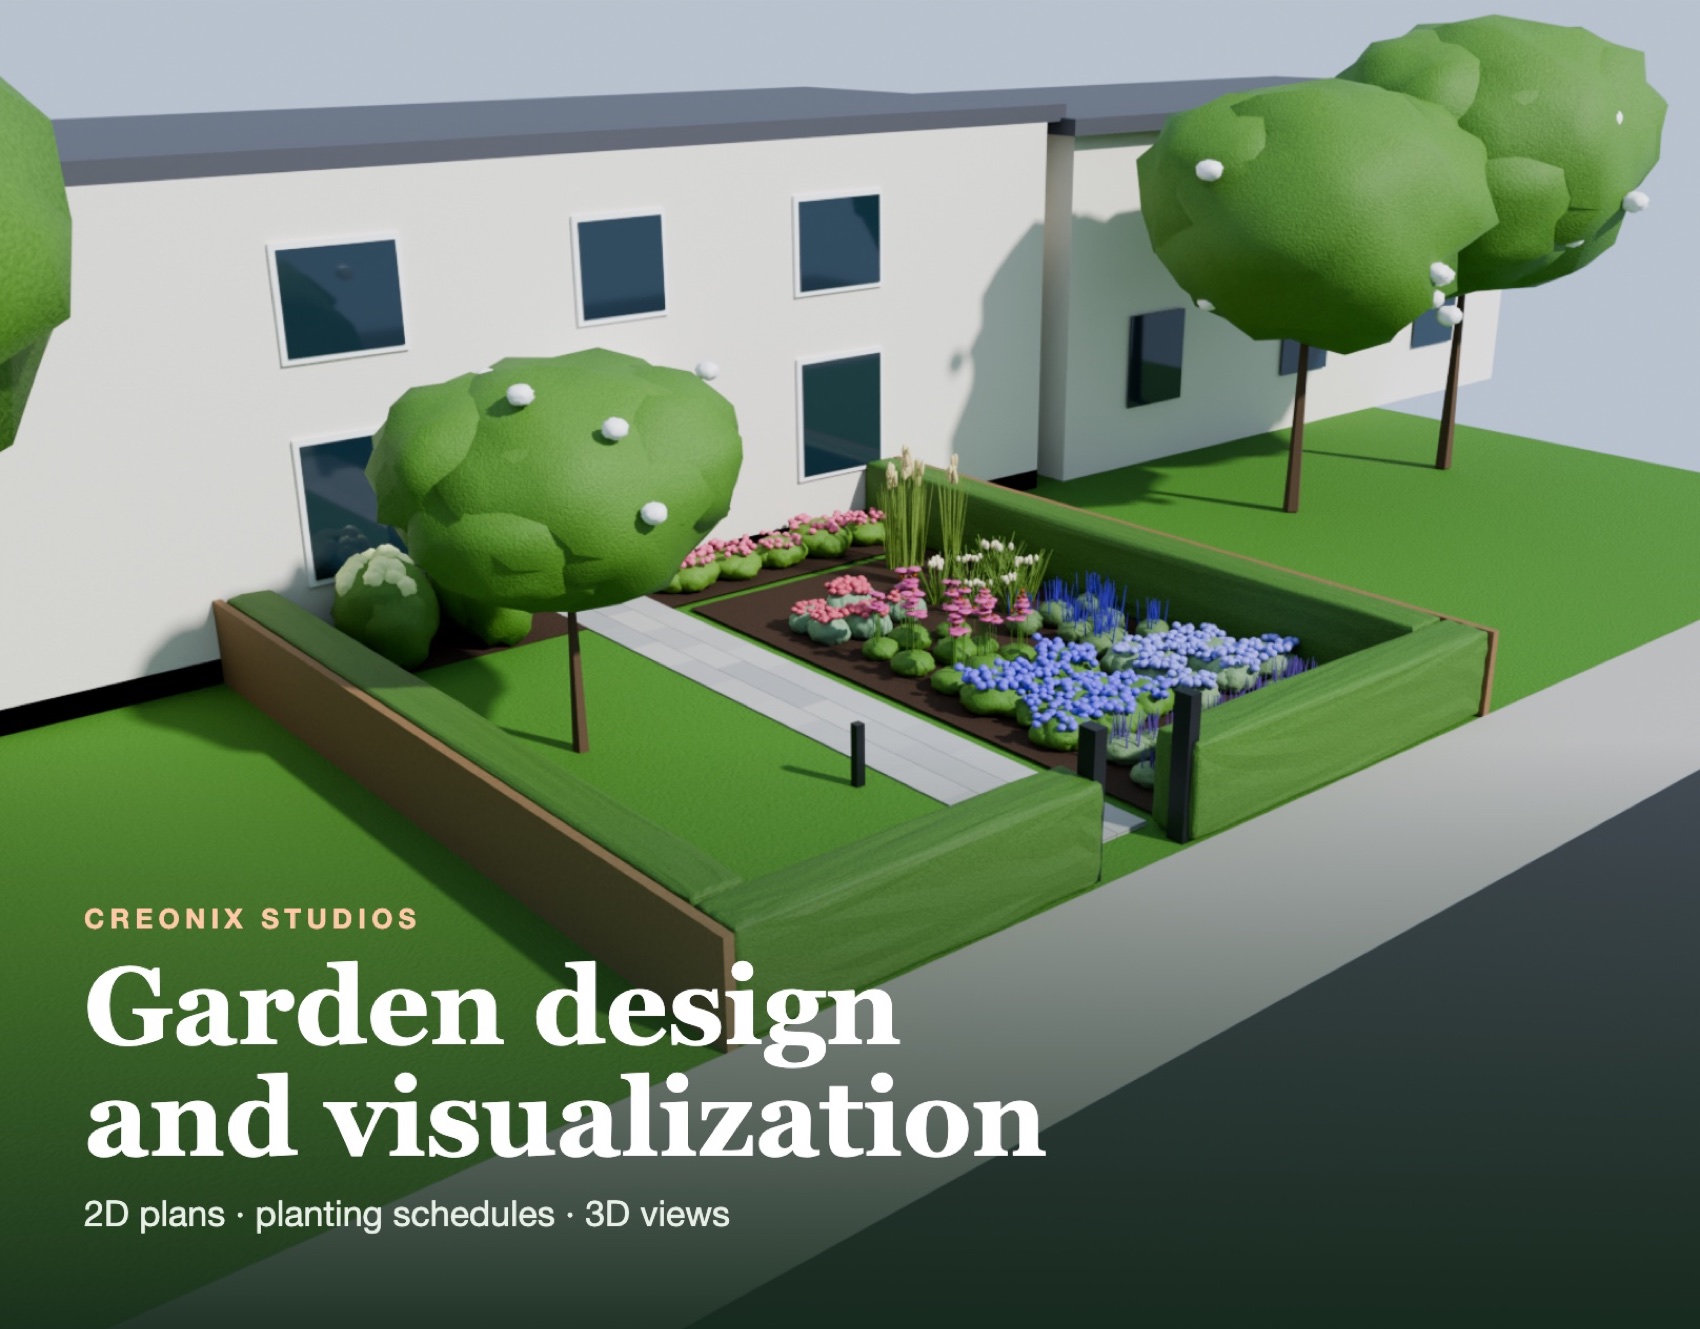 CREONIX STUDIOS
Garden design
and visualization
2D plans · planting schedules · 3D views